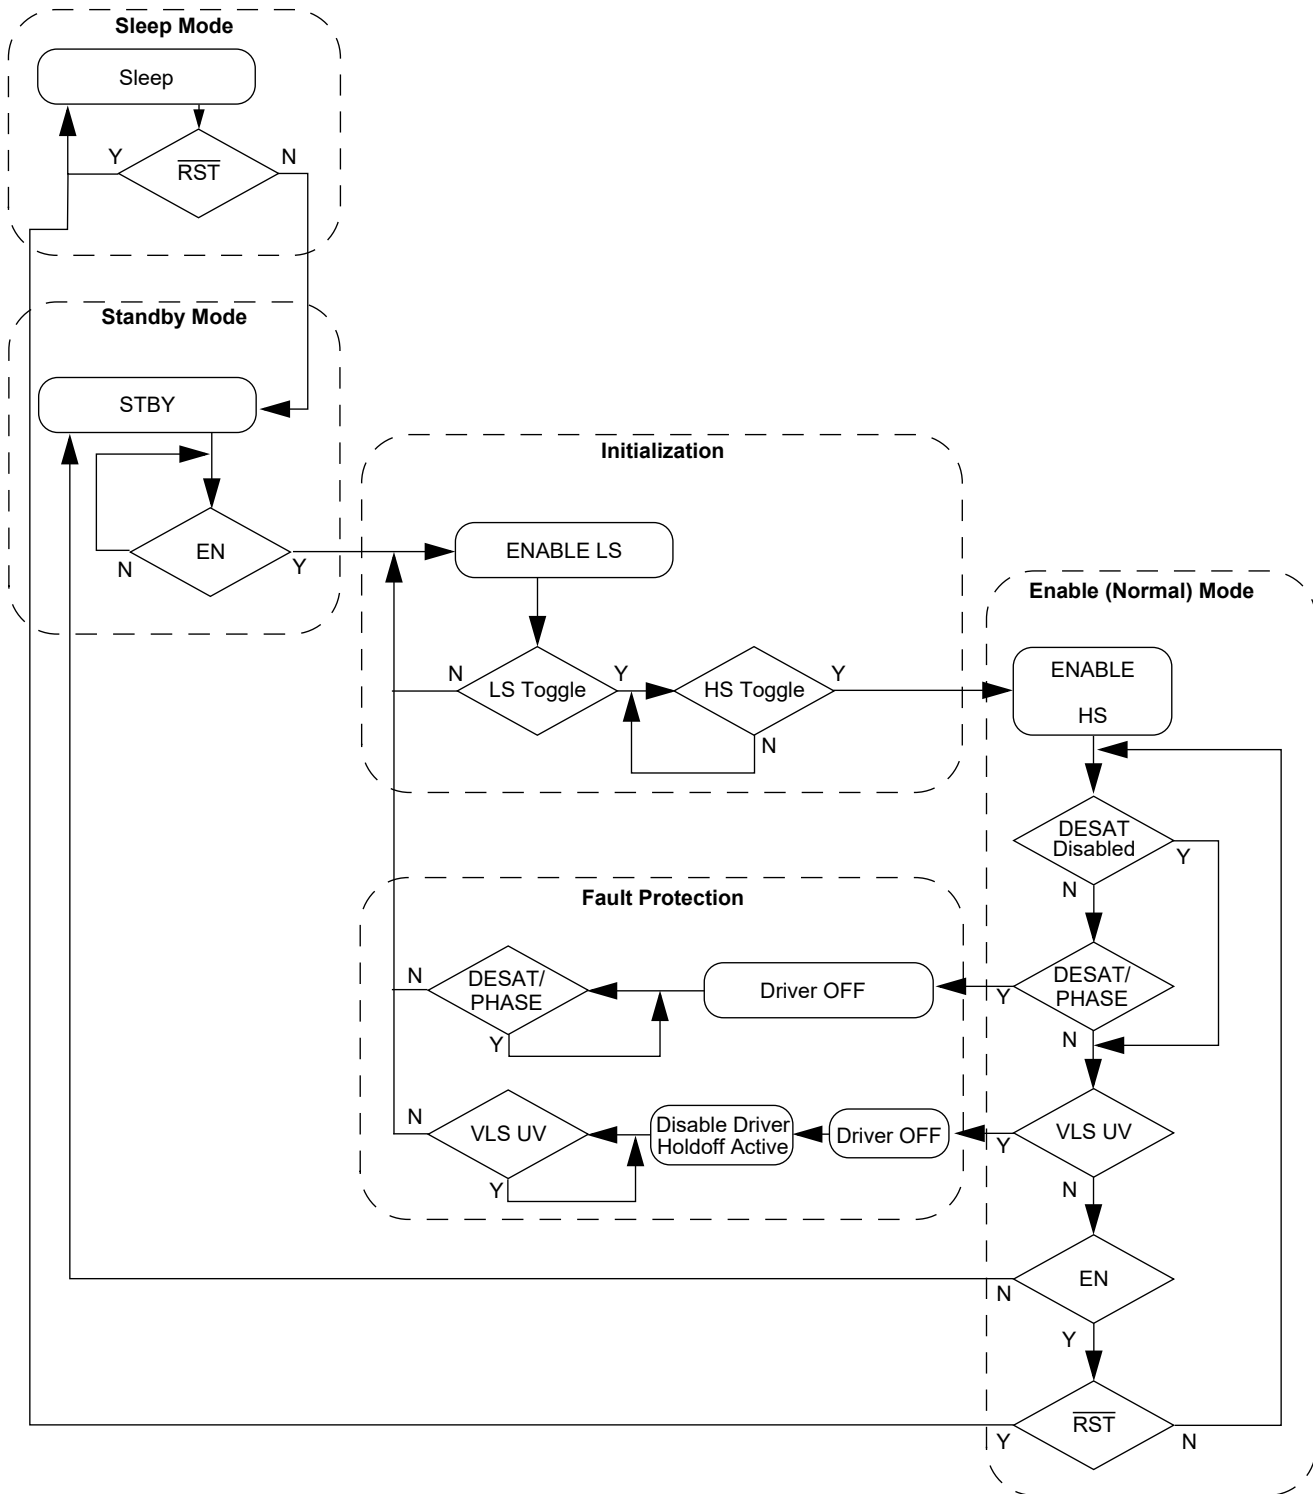 Sleep Mode
Sleep
Y
R̅S̅T̅
N
Standby Mode
STBY
EN
N
Y
Initialization
ENABLE LS
N
LS Toggle
Y
HS Toggle
Y
N
Enable (Normal) Mode
ENABLE
HS
DESAT
Disabled
Y
N
Fault Protection
N
DESAT/
PHASE
Y
Driver OFF
Y
DESAT/
PHASE
N
N
VLS UV
Y
Disable Driver
Holdoff Active
Driver OFF
Y
VLS UV
N
EN
N
Y
R̅S̅T̅
Y
N